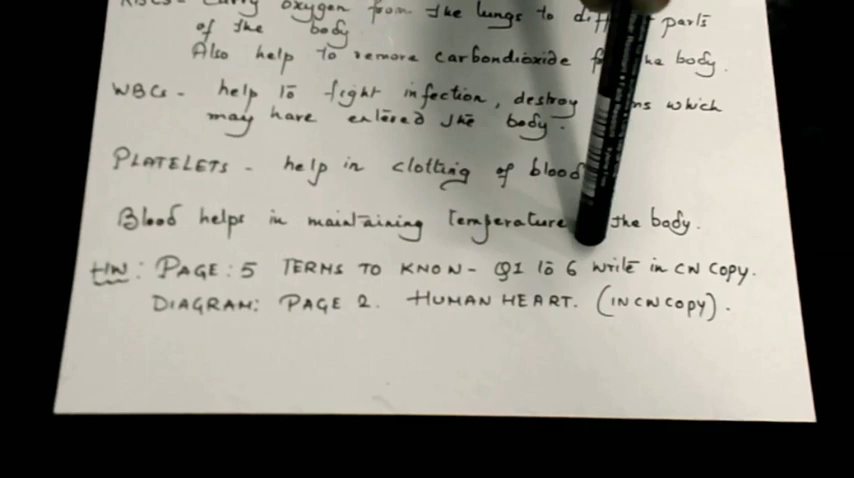 RBCs - Carry oxygen from the lungs to parts
of the body
Also help to remove carbondioxide the body.
WBCs - help to fight infection, destroy which
may have entered the body.
PLATELETS - help in clotting of blood
Blood helps in maintaining temperature the body.
HW: PAGE: 5 TERMS TO KNOW - Q1 to 6 write in CW copy.
DIAGRAM: PAGE 2. HUMAN HEART. (IN CW COPY).